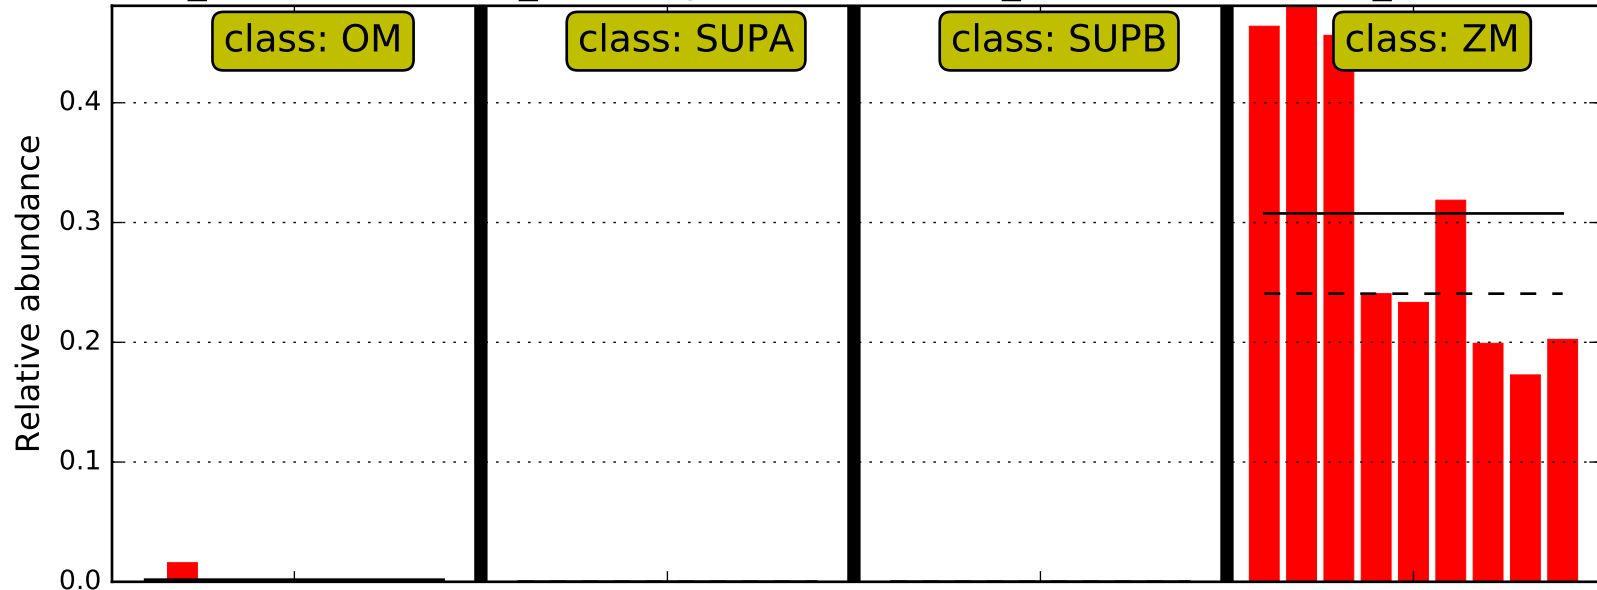 class: OM
class: SUPA
class: SUPB
class: ZM
Relative abundance
0.4
0.3
0.2
0.1
0.0